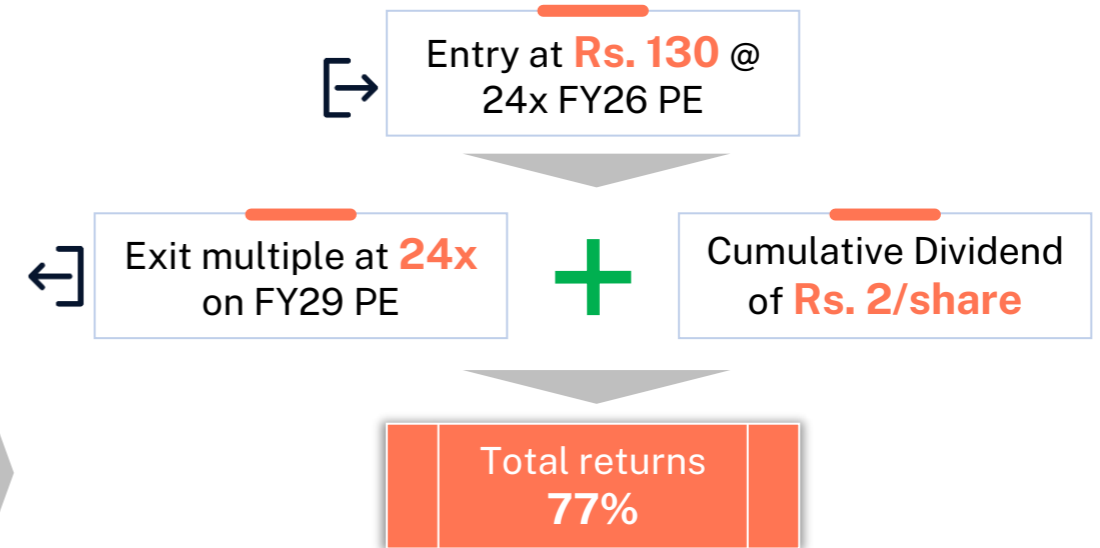 Entry at Rs. 130 @
24x FY26 PE
Exit multiple at 24x
on FY29 PE
Cumulative Dividend
of Rs. 2/share
Total returns
77%